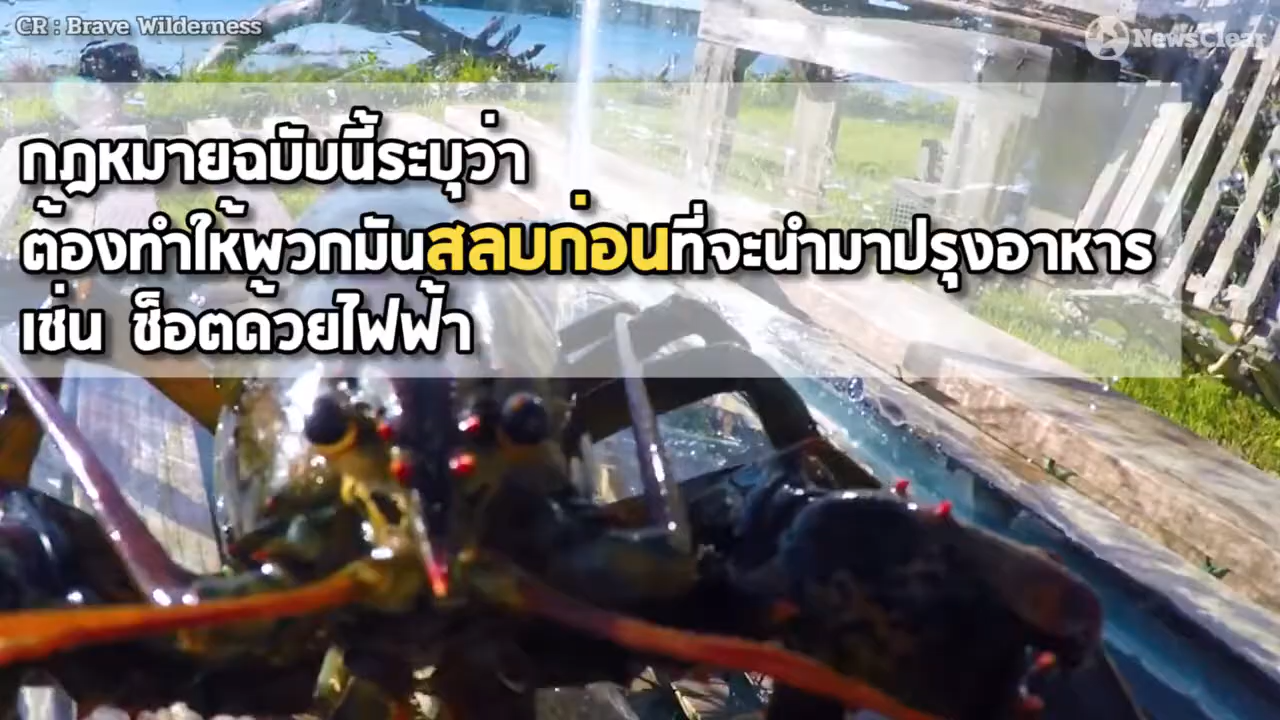 CR : Brave Wilderness
NewsClear
กฎหมายฉบับนี้ระบุว่า
ต้องทำให้พวกมันสลบก่อนที่จะนำมาปรุงอาหาร
เช่น ช็อตด้วยไฟฟ้า